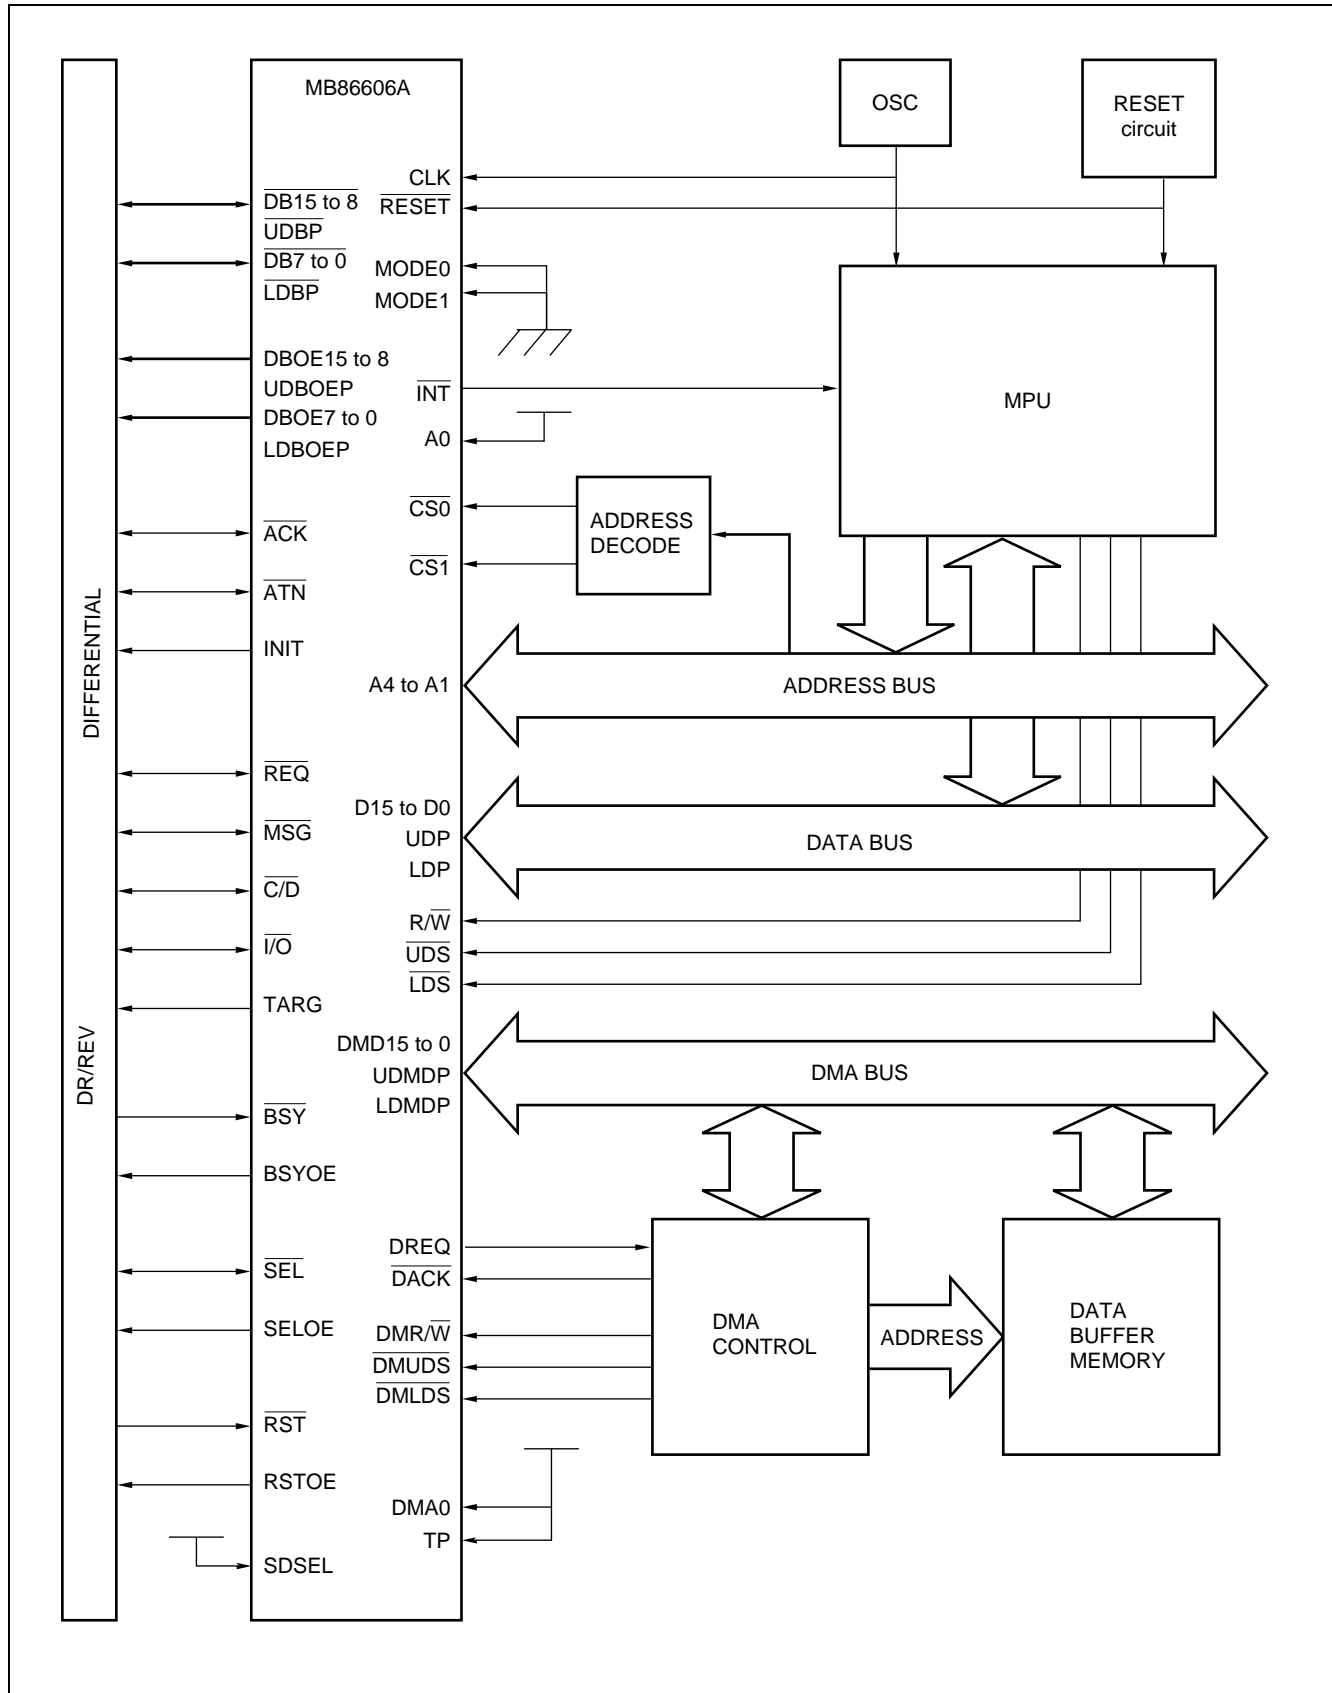 MB86606A
OSC
RESET
circuit
CLK
RESET
DB15 to 8
UDBP
DB7 to 0
LDBP
MODE0
MODE1
DBOE15 to 8
UDBOEP
DBOE7 to 0
LDBOEP
INT
A0
MPU
CS0
CS1
ADDRESS
DECODE
ACK
ATN
INIT
A4 to A1
ADDRESS BUS
DIFFERENTIAL
REQ
MSG
C/D
I/O
TARG
D15 to D0
UDP
LDP
DATA BUS
R/W
UDS
LDS
DR/REV
DMD15 to 0
UDMDP
LDMDP
DMA BUS
BSY
BSYOE
SEL
SELOE
RST
RSTOE
SDSEL
DREQ
DACK
DMR/W
DMUDS
DMLDS
DMA
CONTROL
ADDRESS
DATA
BUFFER
MEMORY
DMA0
TP